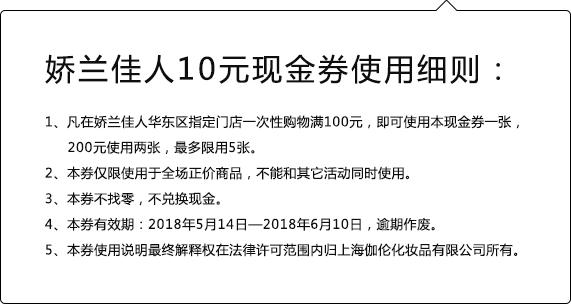 娇兰佳人10元现金券使用细则：
1、凡在娇兰佳人华东区指定门店一次性购物满100元，即可使用本现金券一张，
200元使用两张，最多限用5张。
2、本券仅限使用于全场正价商品，不能和其它活动同时使用。
3、本券不找零，不兑换现金。
4、本券有效期：2018年5月14日—2018年6月10日，逾期作废。
5、本券使用说明最终解释权在法律许可范围内归上海伽伦化妆品有限公司所有。